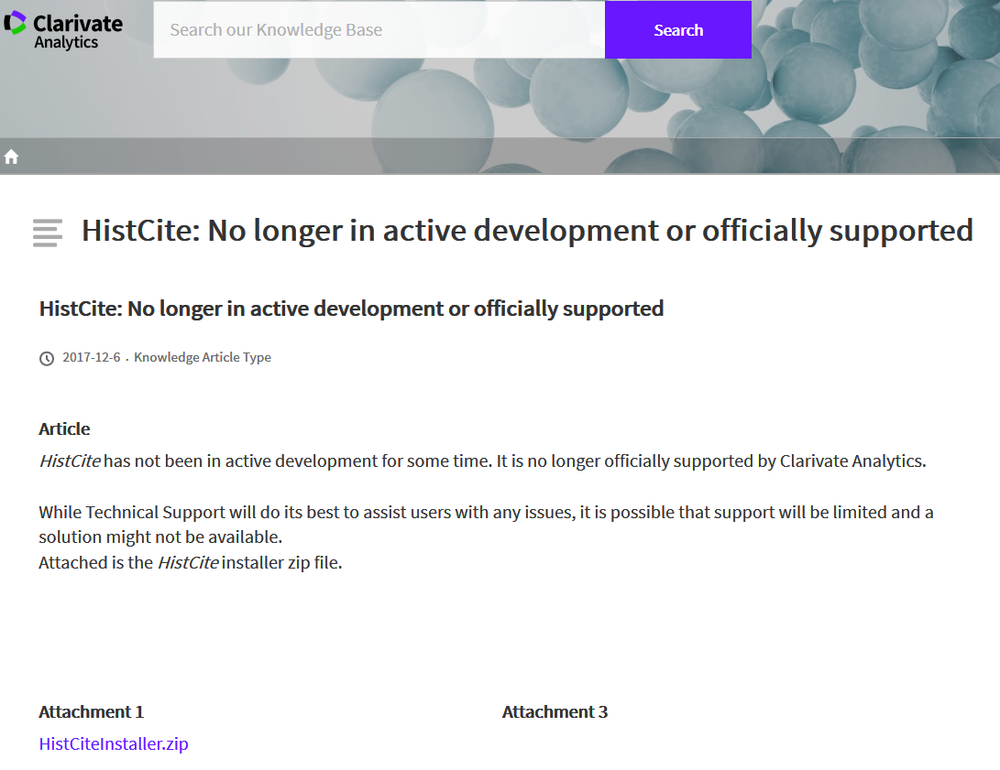 Clarivate
Analytics
Search our Knowledge Base
Search
HistCite: No longer in active development or officially supported
HistCite: No longer in active development or officially supported
2017-12-6 . Knowledge Article Type
Article
HistCite has not been in active development for some time. It is no longer officially supported by Clarivate Analytics.
While Technical Support will do its best to assist users with any issues, it is possible that support will be limited and a
solution might not be available.
Attached is the HistCite installer zip file.
Attachment 1
Attachment 3
HistCiteInstaller.zip